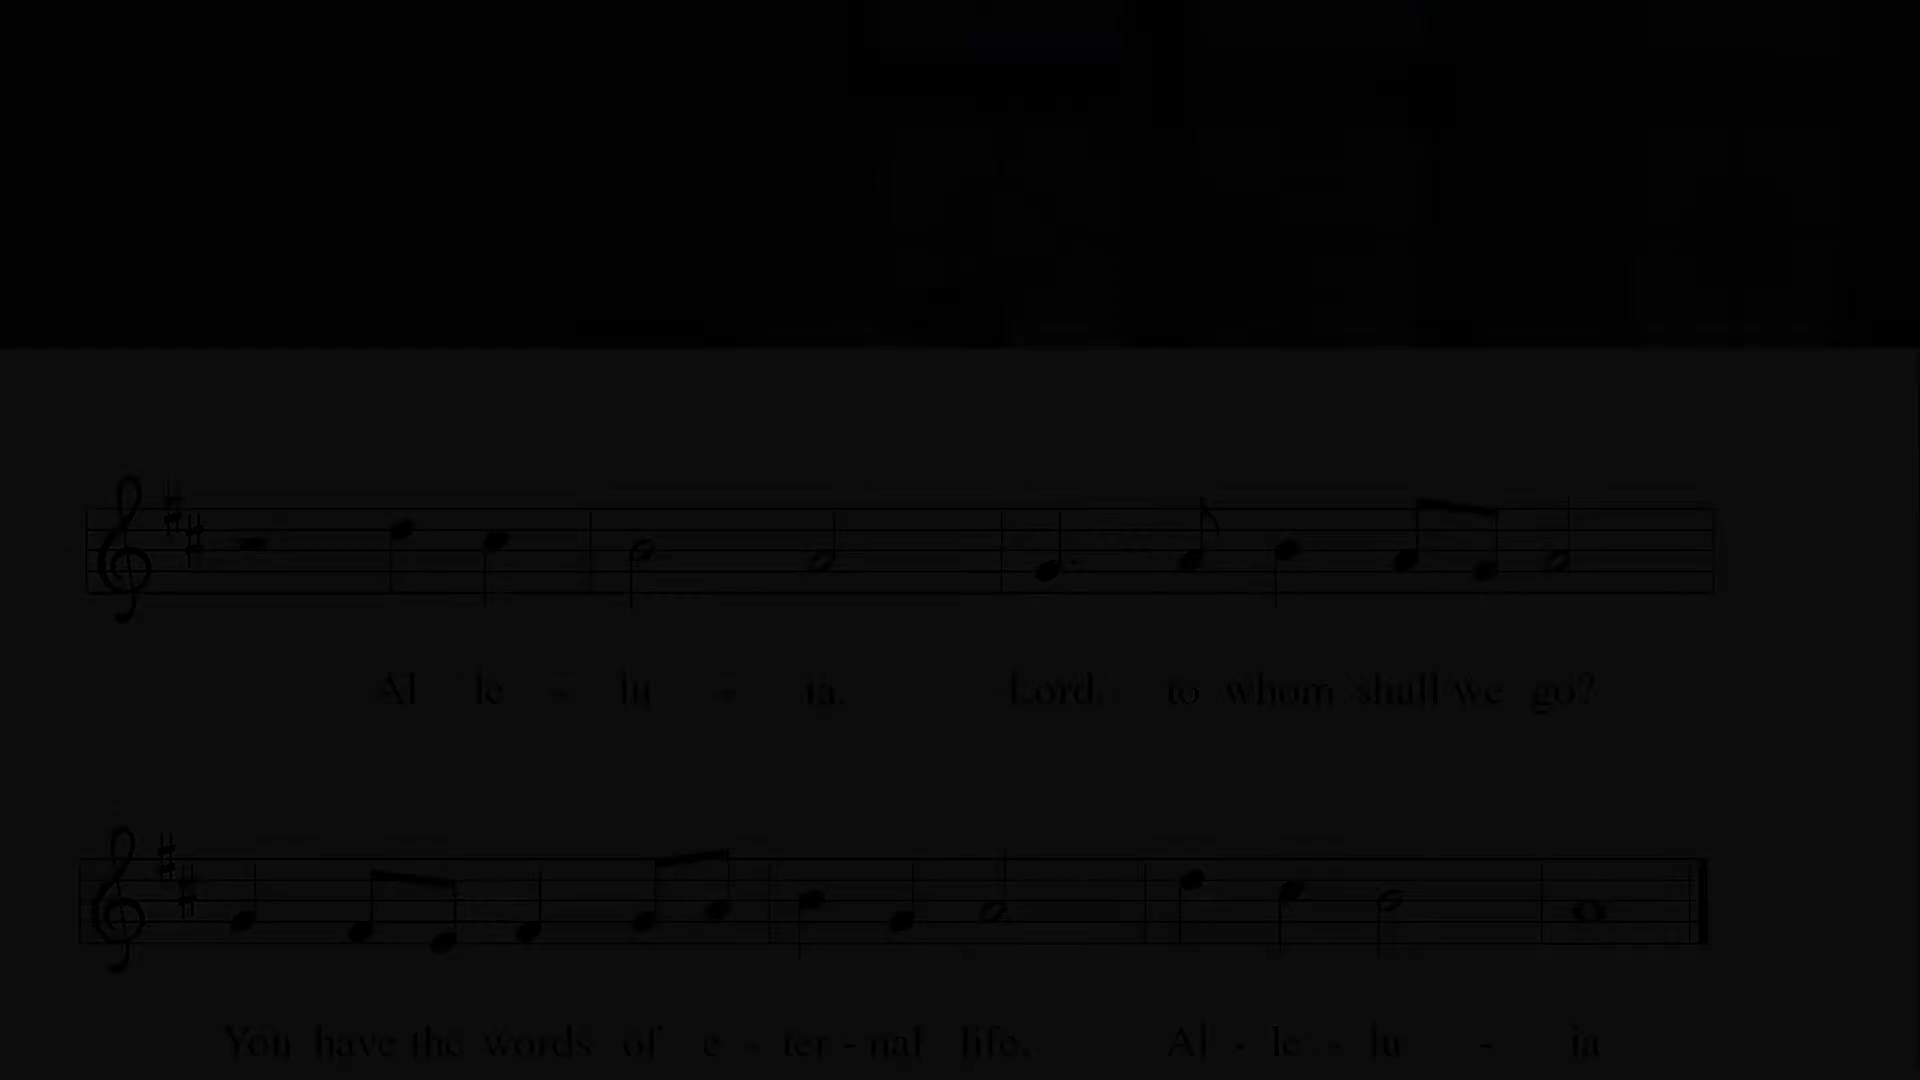 Al le - lu - ia. Lord, to whom shall we go?
You have the words of e - ter - nal life. Al - le - lu - ia